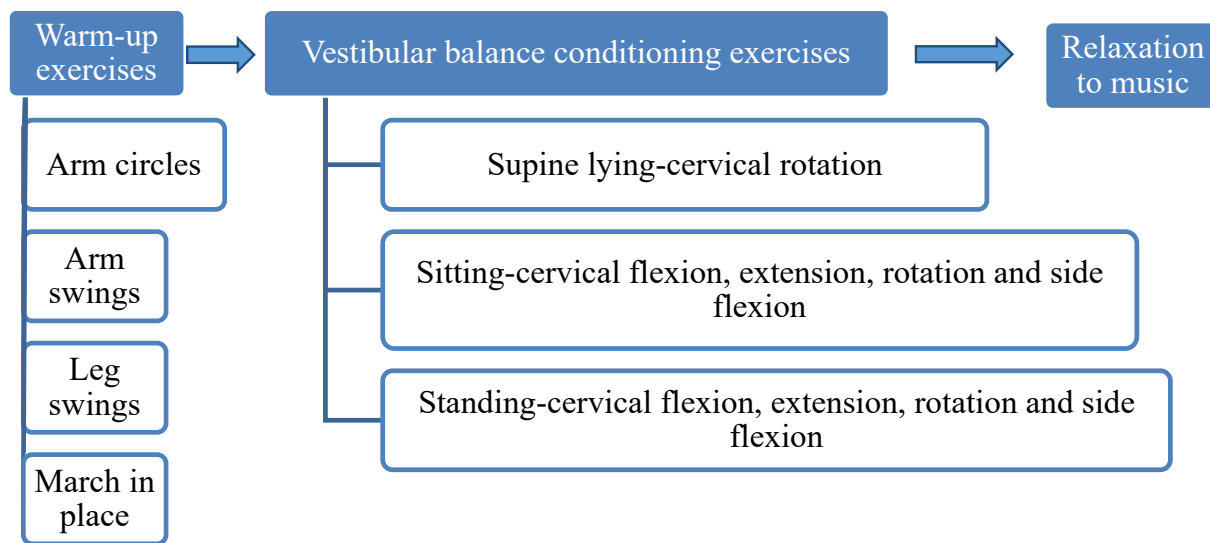 Warm-up
exercises
Arm circles
Arm
swings
Leg
swings
March in
place
Vestibular balance conditioning exercises
Supine lying-cervical rotation
Sitting-cervical flexion, extension, rotation and side
flexion
Standing-cervical flexion, extension, rotation and side
flexion
Relaxation
to music